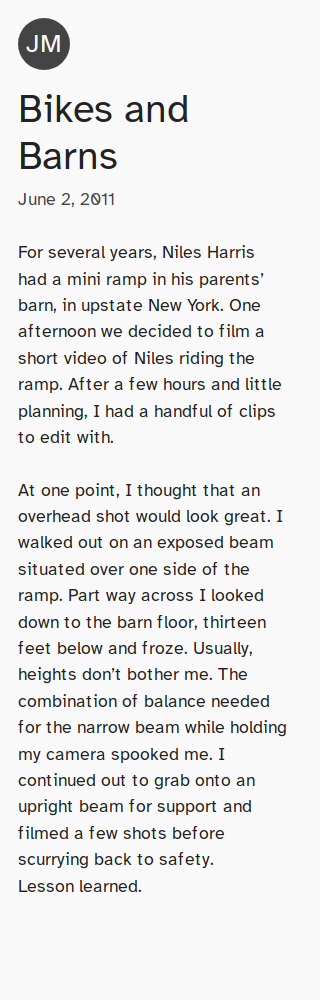 JM
Bikes and
Barns
June 2, 2011
For several years, Niles Harris
had a mini ramp in his parents’
barn, in upstate New York. One
afternoon we decided to film a
short video of Niles riding the
ramp. After a few hours and little
planning, I had a handful of clips
to edit with.
At one point, I thought that an
overhead shot would look great. I
walked out on an exposed beam
situated over one side of the
ramp. Part way across I looked
down to the barn floor, thirteen
feet below and froze. Usually,
heights don’t bother me. The
combination of balance needed
for the narrow beam while holding
my camera spooked me. I
continued out to grab onto an
upright beam for support and
filmed a few shots before
scurrying back to safety.
Lesson learned.